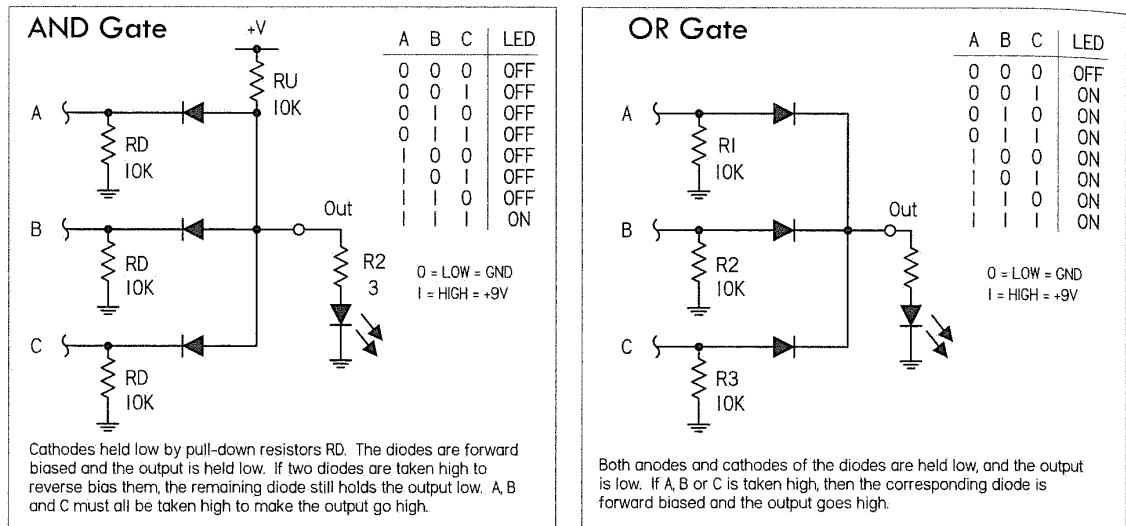 AND Gate
+V
RU
10K
A
RD
10K
B
RD
10K
C
RD
10K
Out
R2
3
A B C LED
0 0 0 OFF
0 0 1 OFF
0 1 0 OFF
0 1 1 OFF
1 0 0 OFF
1 0 1 OFF
1 1 0 OFF
1 1 1 ON
0 = LOW = GND
1 = HIGH = +9V
Cathodes held low by pull-down resistors RD. The diodes are forward
biased and the output is held low. If two diodes are taken high to
reverse bias them, the remaining diode still holds the output low. A, B
and C must all be taken high to make the output go high.
OR Gate
A
R1
10K
B
R2
10K
C
R3
10K
Out
A B C LED
0 0 0 OFF
0 0 1 ON
0 1 0 ON
0 1 1 ON
1 0 0 ON
1 0 1 ON
1 1 0 ON
1 1 1 ON
0 = LOW = GND
1 = HIGH = +9V
Both anodes and cathodes of the diodes are held low, and the output
is low. If A, B or C is taken high, then the corresponding diode is
forward biased and the output goes high.